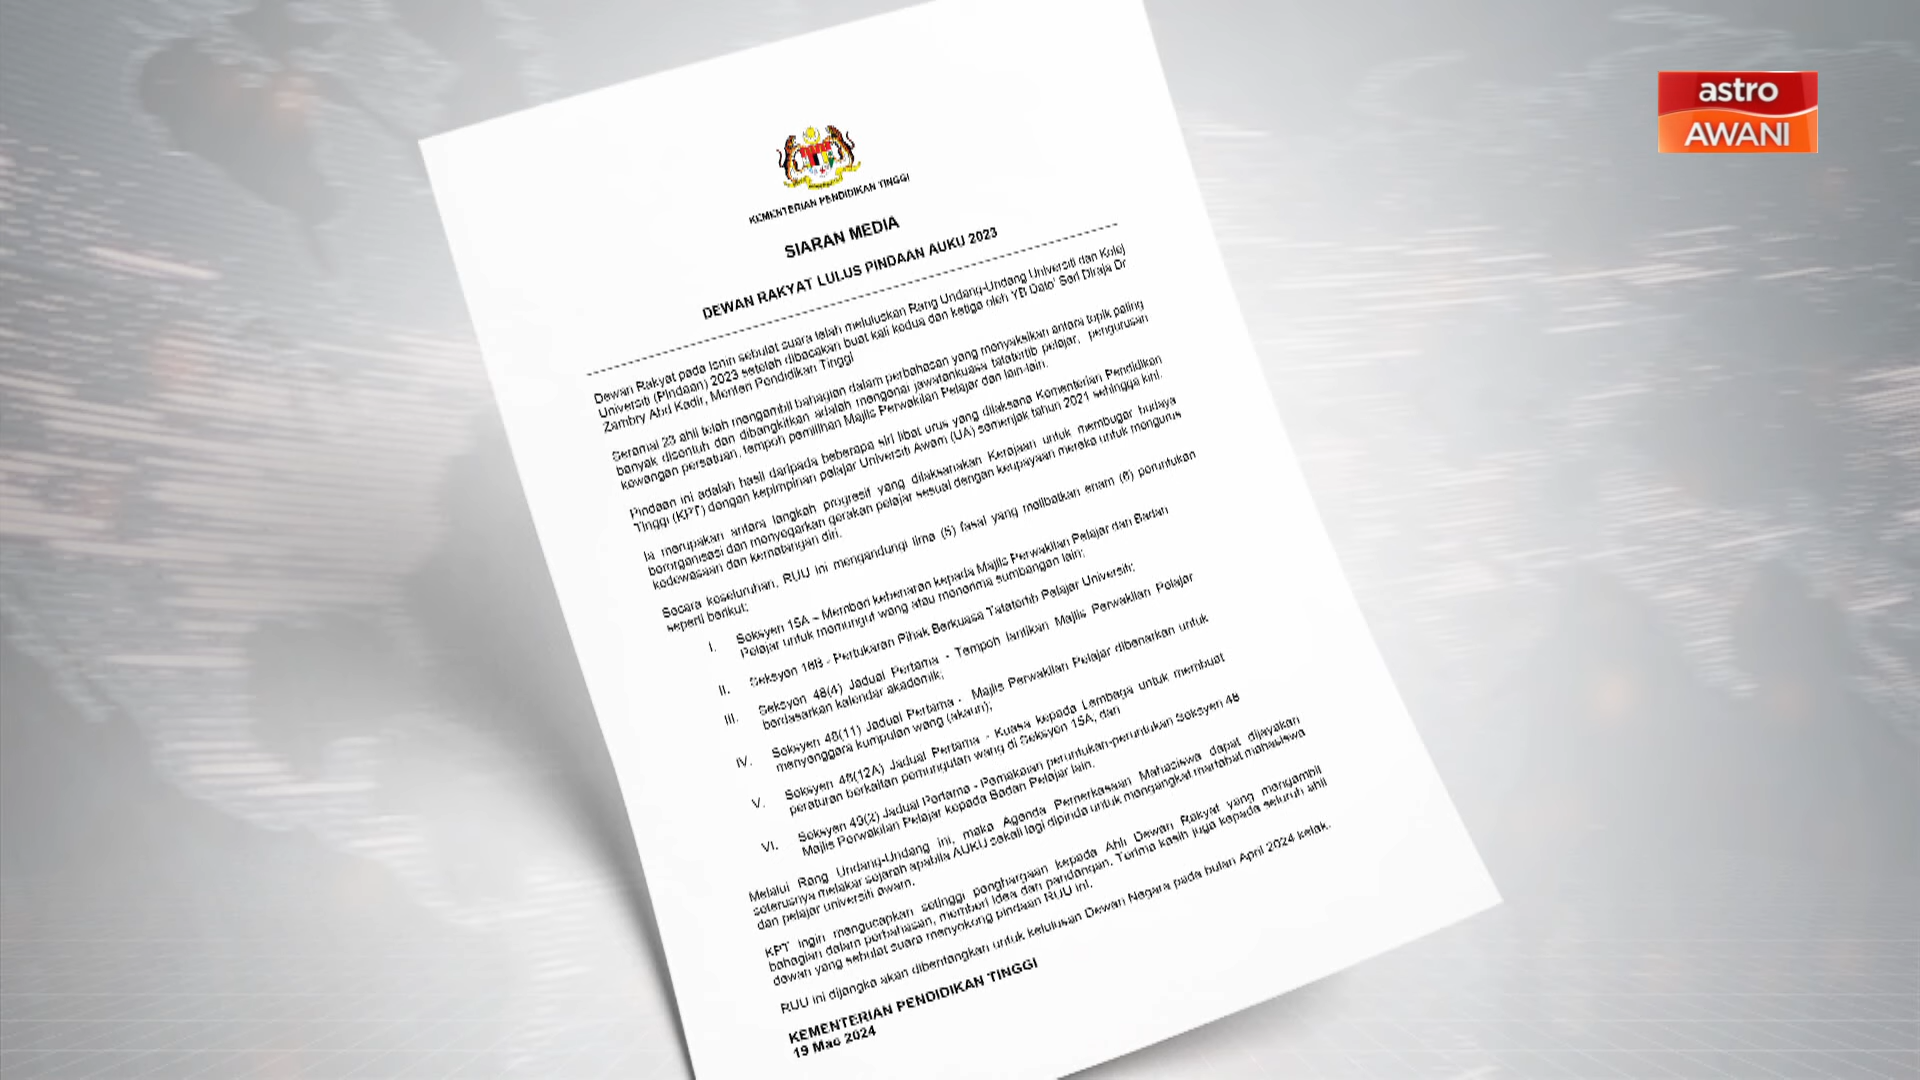 astro
AWANI
KEMENTERIAN PENDIDIKAN TINGGI
SIARAN MEDIA
DEWAN RAKYAT LULUS PINDAAN AUKU 2023
Dewan Rakyat pada Isnin sebulat suara telah meluluskan Rang Undang-Undang Universiti dan Kolej
Universiti (Pindaan) 2023 setelah dibacakan buat kali kedua dan ketiga oleh YB Dato' Seri Diraja Dr
Zambry Abd Kadir, Menteri Pendidikan Tinggi
Seramai 23 ahli telah mengambil bahagian dalam perbahasan yang menyaksikan antara topik paling
banyak disentuh dan dibangkitkan adalah mengenai jawatankuasa tatatertib pelajar, pengurusan
kewangan persatuan, tempoh pemilihan Majlis Perwakilan Pelajar dan lain-lain.
Pindaan ini adalah hasil daripada beberapa siri libat urus yang dilaksana Kementerian Pendidikan
Tinggi (KPT) dengan kepimpinan pelajar Universiti Awam (UA) semenjak tahun 2021 sehingga kini.
Ia merupakan antara langkah progresif yang dilaksanakan Kerajaan untuk membugar budaya
berorganisasi dan menyegarkan gerakan pelajar sesuai dengan keupayaan mereka untuk mengurus
kedewasaan dan kematangan diri.
Secara keseluruhan, RUU ini mengandungi lima (5) fasal yang melibatkan enam (6) peruntukan
seperti berikut:
I. Seksyen 15A – Memberi kebenaran kepada Majlis Perwakilan Pelajar dan Badan
Pelajar untuk memungut wang atau menerima sumbangan lain;
II. Seksyen 16B - Pertukaran Pihak Berkuasa Tatatertib Pelajar Universiti;
III. Seksyen 48(4) Jadual Pertama - Tempoh lantikan Majlis Perwakilan Pelajar
berdasarkan kalendar akademik;
IV. Seksyen 48(11) Jadual Pertama - Majlis Perwakilan Pelajar dibenarkan untuk
menyenggara kumpulan wang (akaun);
V. Seksyen 48(12A) Jadual Pertama - Kuasa kepada Lembaga untuk membuat
peraturan berkaitan pemungutan wang di Seksyen 15A; dan
VI. Seksyen 49(2) Jadual Pertama - Pemakaian peruntukan-peruntukan Seksyen 48
Majlis Perwakilan Pelajar kepada Badan Pelajar lain.
Melalui Rang Undang-Undang ini, maka Agenda Pemerkasaan Mahasiswa dapat dijayakan
seterusnya melakar sejarah apabila AUKU sekali lagi dipinda untuk mengangkat martabat mahasiswa
dan pelajar universiti awam.
KPT ingin mengucapkan setinggi penghargaan kepada Ahli Dewan Rakyat yang mengambil
bahagian dalam perbahasan, memberi idea dan pandangan. Terima kasih juga kepada seluruh ahli
dewan yang sebulat suara menyokong pindaan RUU ini.
RUU ini dijangka akan dibentangkan untuk kelulusan Dewan Negara pada bulan April 2024 kelak.
KEMENTERIAN PENDIDIKAN TINGGI
19 Mac 2024